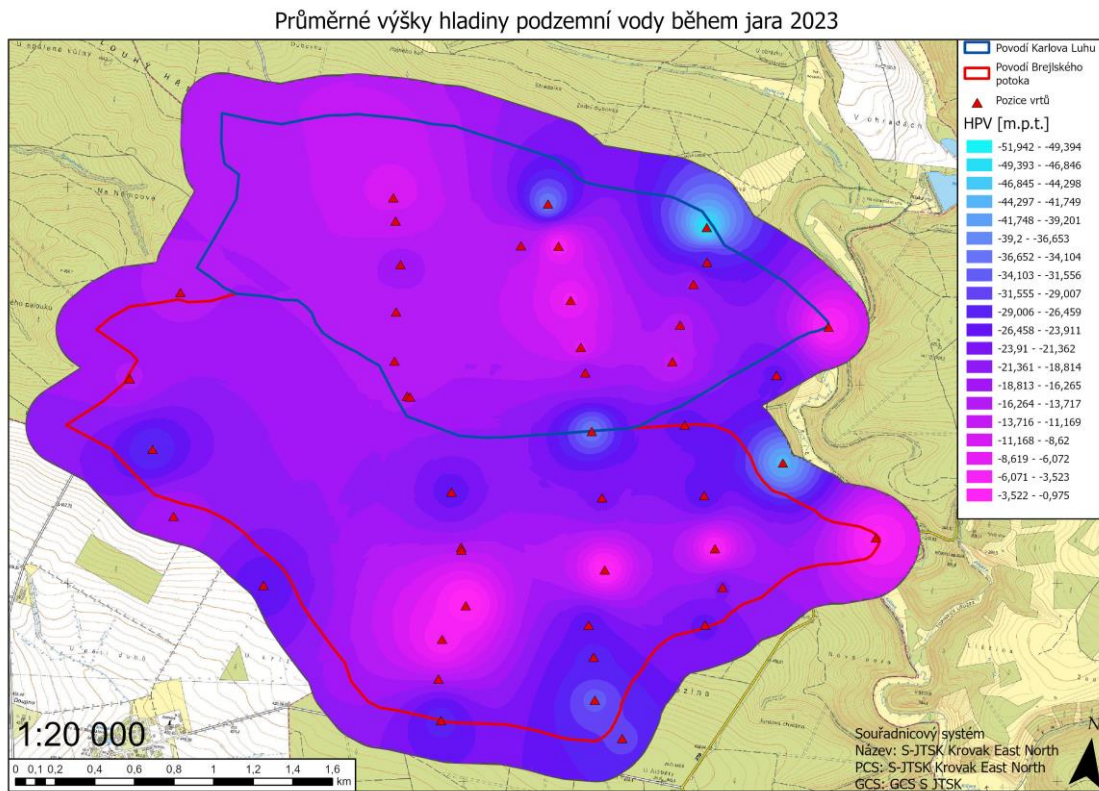 Průměrné výšky hladiny podzemní vody během jara 2023
Povodí Karlova Luhu
Povodí Brejlského
potoka
Pozice vrtů
HPV [m.p.t.]
-51,942 - -49,394
-49,393 - -46,846
-46,845 - -44,298
-44,297 - -41,749
-41,748 - -39,201
-39,2 - -36,653
-36,652 - -34,104
-34,103 - -31,556
-31,555 - -29,007
-29,006 - -26,459
-26,458 - -23,911
-23,91 - -21,362
-21,361 - -18,814
-18,813 - -16,265
-16,264 - -13,717
-13,716 - -11,169
-11,168 - -8,62
-8,619 - -6,072
-6,071 - -3,523
-3,522 - -0,975
V ohradách
Na Němcově
1:20 000
0 0,1 0,2 0,4 0,6 0,8 1 1,2 1,4 1,6
km
Souřadnicový systém
Název: S-JTSK Krovak East North
PCS: S-JTSK Krovak East North
GCS: GCS S JTSK
N